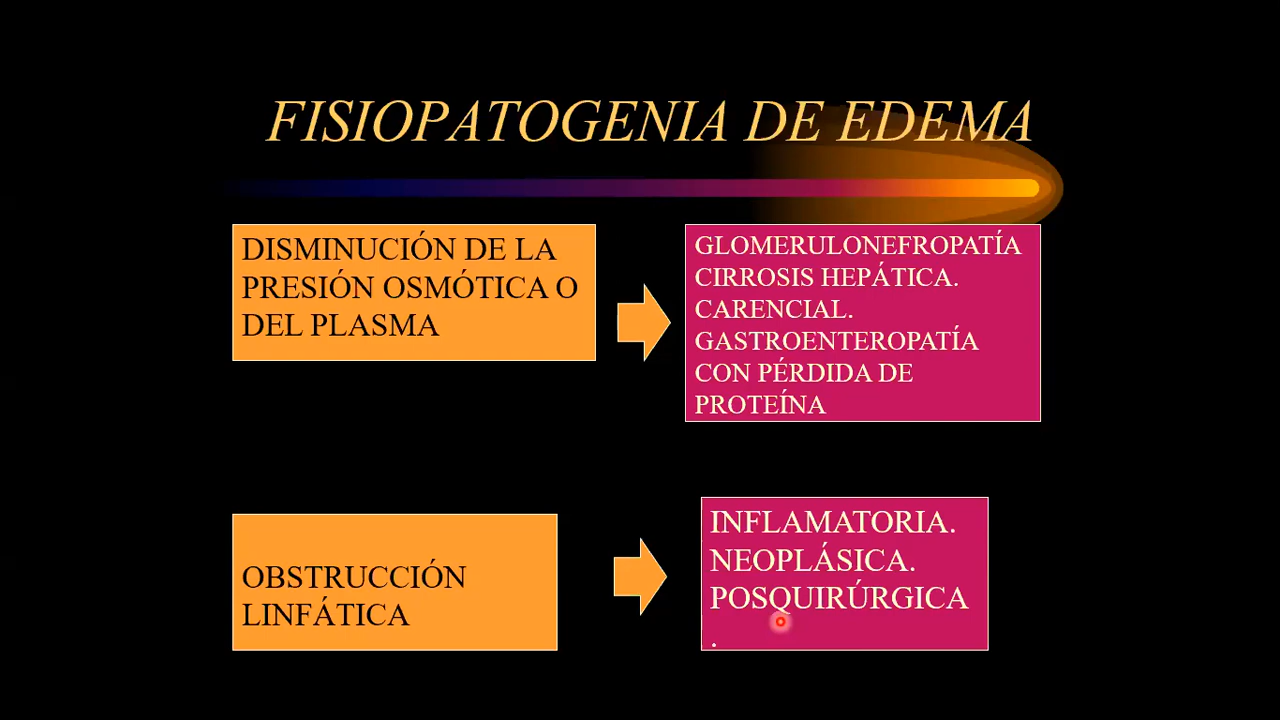 FISIOPATOGENIA DE EDEMA
DISMINUCIÓN DE LA
PRESIÓN OSMÓTICA O
DEL PLASMA
GLOMERULONEFROPATÍA
CIRROSIS HEPÁTICA.
CARENCIAL.
GASTROENTEROPATÍA
CON PÉRDIDA DE
PROTEÍNA
OBSTRUCCIÓN
LINFÁTICA
INFLAMATORIA.
NEOPLÁSICA.
POSQUIRÚRGICA
.